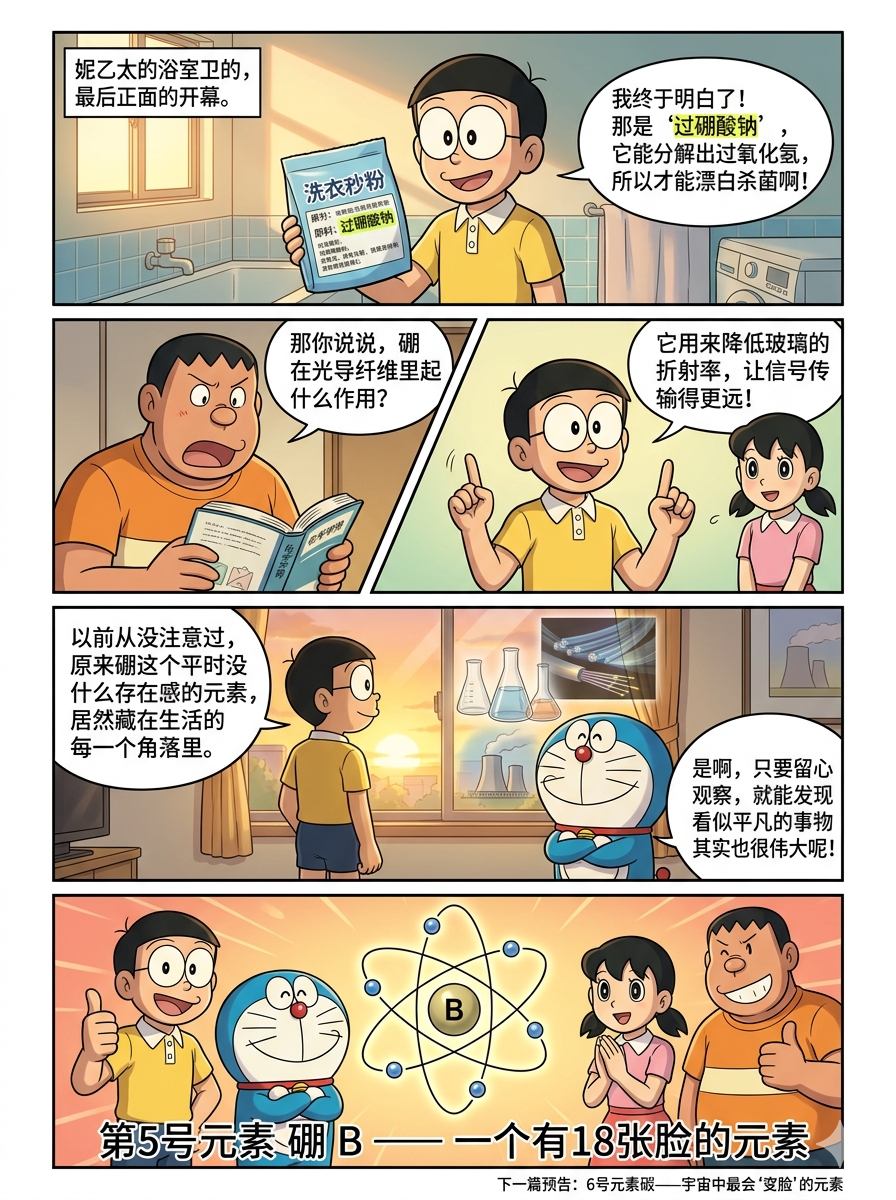 妮乙太的浴室卫的，
最后正面的开幕。
我终于明白了！
那是‘过硼酸钠’，
它能分解出过氧化氢，
所以才能漂白杀菌啊！
洗衣秒粉
过硼酸钠
那你说说，硼
在光导纤维里起
什么作用？
它用来降低玻璃的
折射率，让信号传
输得更远！
以前从没注意过，
原来硼这个平时没
什么存在感的元素，
居然藏在生活的
每一个角落里。
是啊，只要留心
观察，就能发现
看似平凡的事物
其实也很伟大呢！
B
第5号元素 硼 B —— 一个有18张脸的元素
下一篇预告：6号元素碳——宇宙中最会‘变脸’的元素